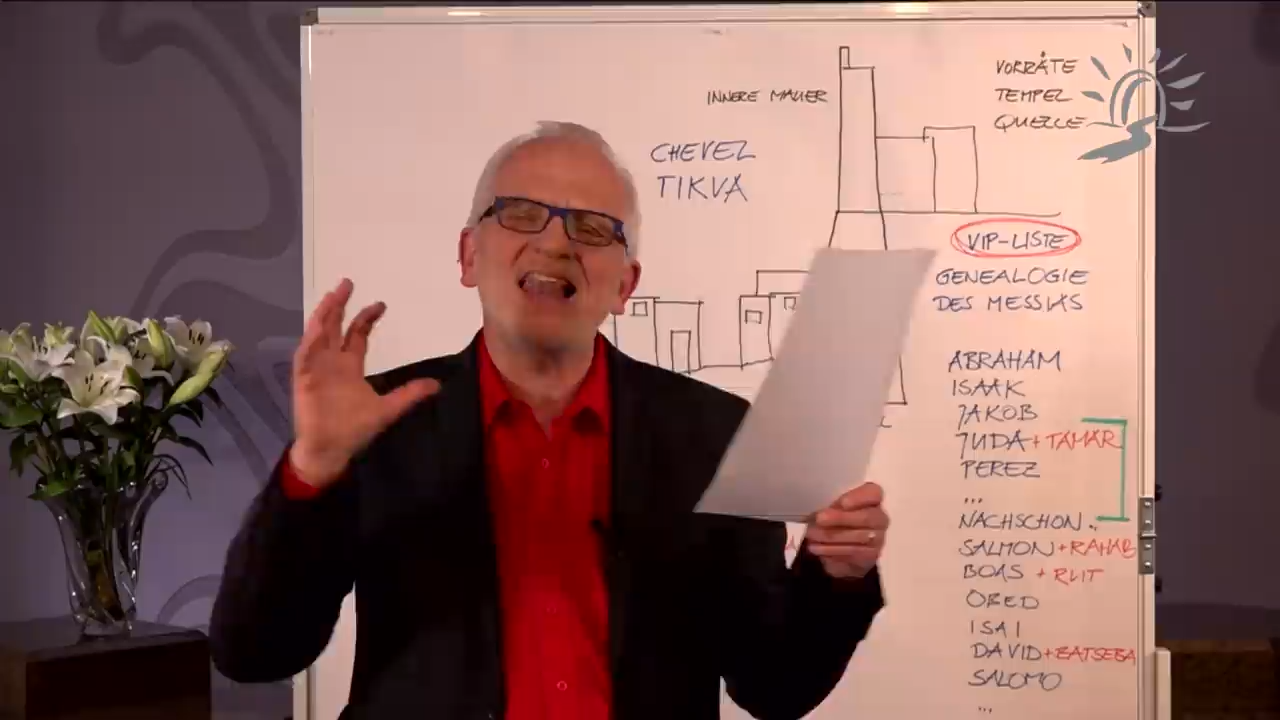 INNERE MAUER
VORRÄTE
TEMPEL
QUELLE
CHEVEL
TIKVA
VIP-LISTE
GENEALOGIE
DES MESSIAS
ABRAHAM
ISAAK
JAKOB
JUDA + TAMAR
PEREZ
...
NACHSCHON
SALMON + RAHAB
BOAS + RUT
OBED
ISAI
DAVID + BATSEBA
SALOMO
...